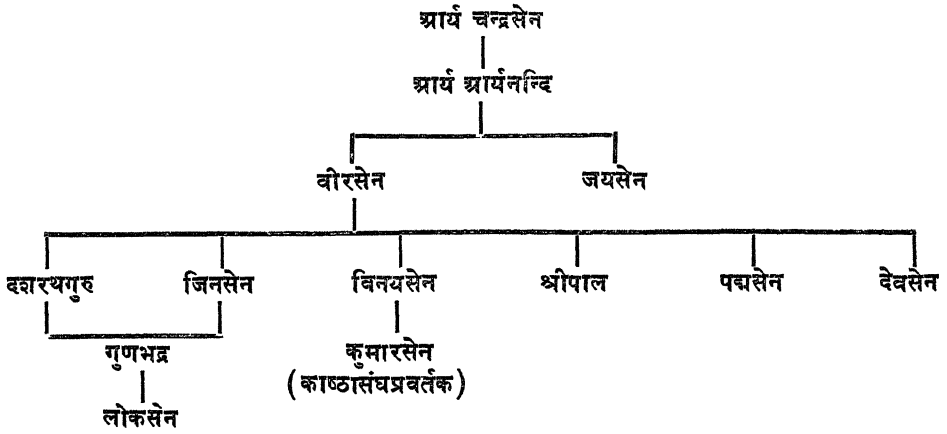 आर्य चन्द्रसेन
आर्य आर्यनन्दि
वीरसेन जयसेन
दशरथगुरु जिनसेन विनयसेन श्रीपाल पद्मसेन देवसेन
गुणभद्र कुमारसेन
(काष्ठासंघप्रवर्तक)
लोकसेन